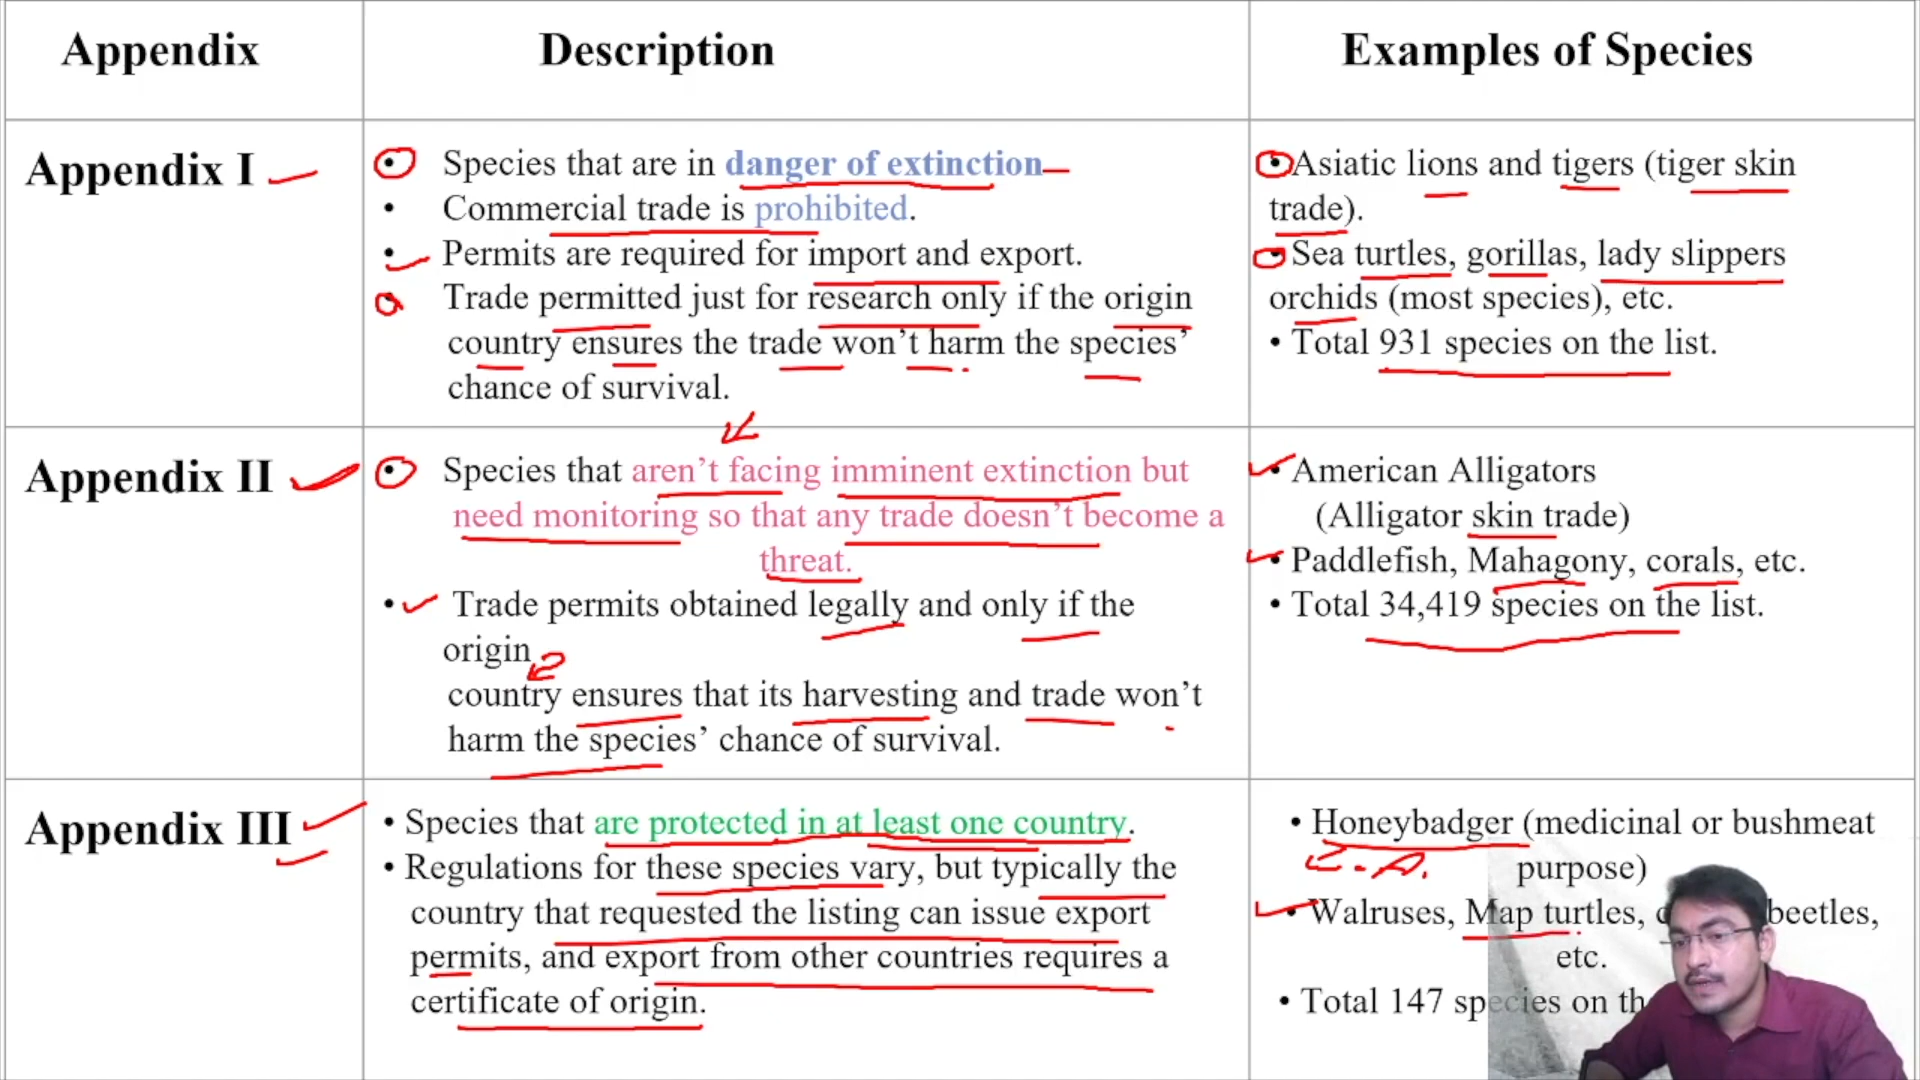 Appendix
Description
Examples of Species
Appendix I
• Species that are in danger of extinction
• Commercial trade is prohibited.
• Permits are required for import and export.
• Trade permitted just for research only if the origin
country ensures the trade won’t harm the species’
chance of survival.
• Asiatic lions and tigers (tiger skin
trade).
• Sea turtles, gorillas, lady slippers
orchids (most species), etc.
• Total 931 species on the list.
Appendix II
• Species that aren’t facing imminent extinction but
need monitoring so that any trade doesn’t become a
threat.
• Trade permits obtained legally and only if the
origin
country ensures that its harvesting and trade won’t
harm the species’ chance of survival.
• American Alligators
(Alligator skin trade)
• Paddlefish, Mahagony, corals, etc.
• Total 34,419 species on the list.
Appendix III
• Species that are protected in at least one country.
• Regulations for these species vary, but typically the
country that requested the listing can issue export
permits, and export from other countries requires a
certificate of origin.
• Honeybadger (medicinal or bushmeat
purpose)
• Walruses, Map turtles, beetles,
etc.
• Total 147 species on